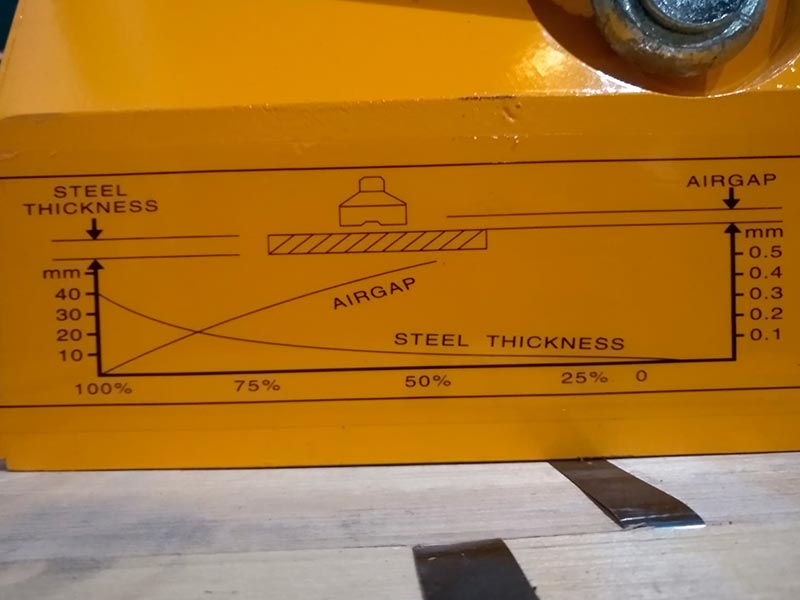 STEEL
THICKNESS
AIRGAP
mm
40
30
20
10
mm
0.5
0.4
0.3
0.2
0.1
AIRGAP
STEEL THICKNESS
100% 75% 50% 25% 0